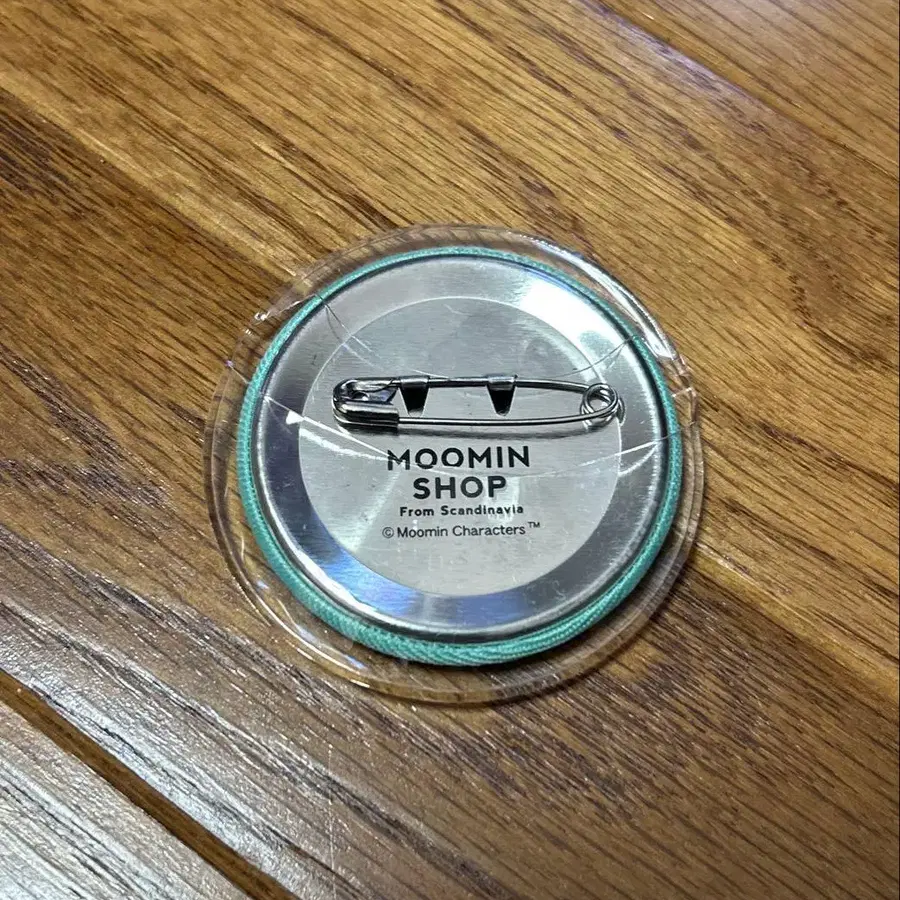 MOOMIN
SHOP
From Scandinavia
© Moomin Characters™